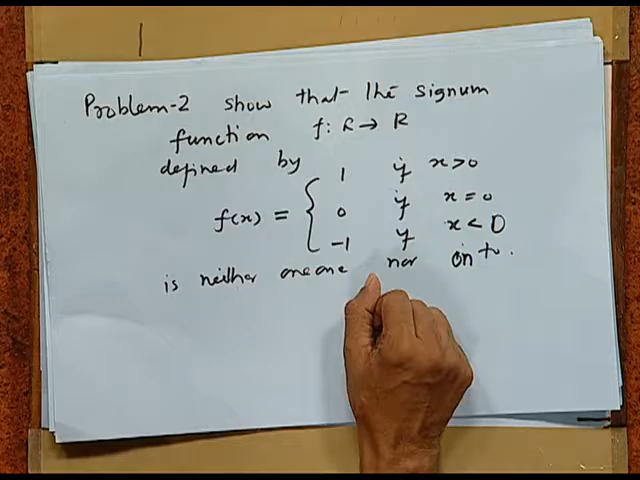 Problem-2 show that the signum
function f: R → R
defined by
1 if x>0
f(x) = { 0 if x = 0
-1 if x < 0
is neither oneone nor onto.